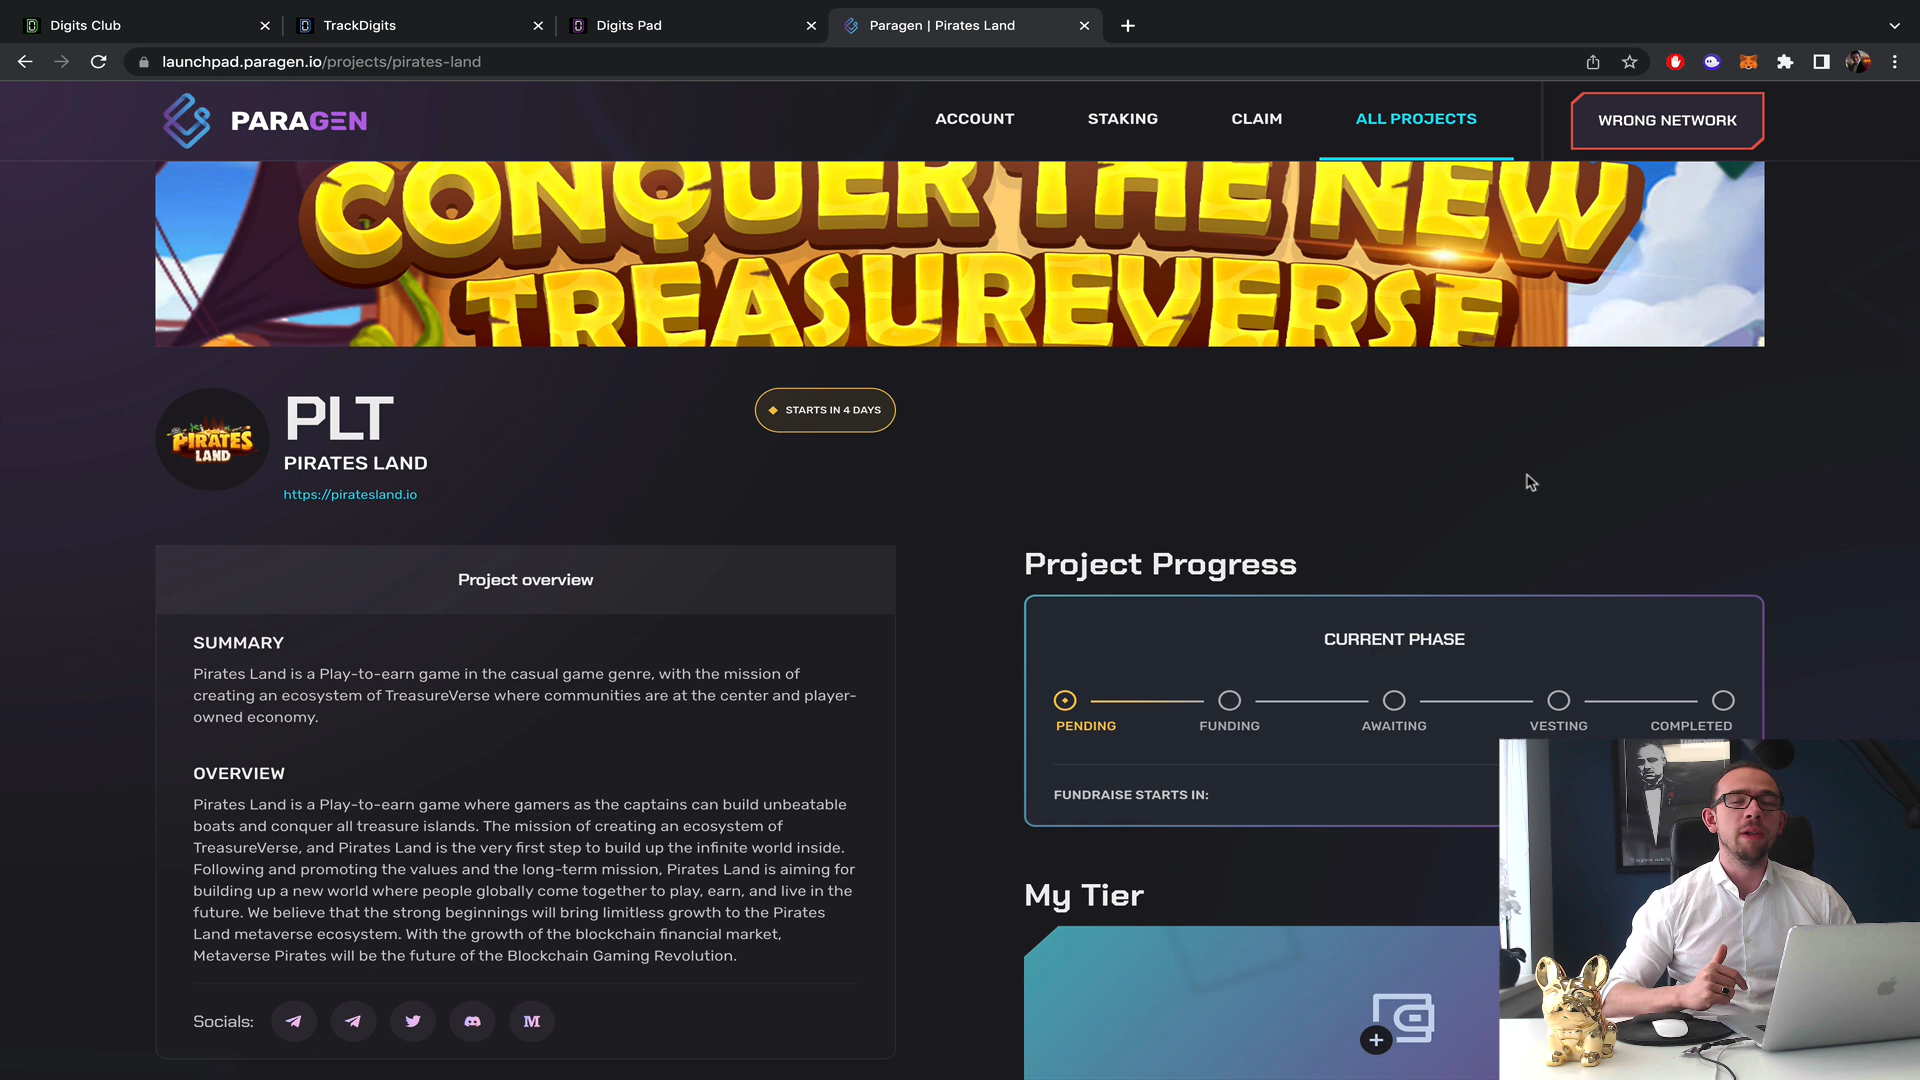 Digits Club
TrackDigits
Digits Pad
Paragen | Pirates Land
launchpad.paragen.io/projects/pirates-land
PARAGEN
ACCOUNT
STAKING
CLAIM
ALL PROJECTS
WRONG NETWORK
CONQUER THE NEW
TREASUREVERSE
PIRATES
LAND
PLT
PIRATES LAND
https://piratesland.io
STARTS IN 4 DAYS
Project overview
SUMMARY
Pirates Land is a Play-to-earn game in the casual game genre, with the mission of
creating an ecosystem of TreasureVerse where communities are at the center and player-
owned economy.
OVERVIEW
Pirates Land is a Play-to-earn game where gamers as the captains can build unbeatable
boats and conquer all treasure islands. The mission of creating an ecosystem of
TreasureVerse, and Pirates Land is the very first step to build up the infinite world inside.
Following and promoting the values and the long-term mission, Pirates Land is aiming for
building up a new world where people globally come together to play, earn, and live in the
future. We believe that the strong beginnings will bring limitless growth to the Pirates
Land metaverse ecosystem. With the growth of the blockchain financial market,
Metaverse Pirates will be the future of the Blockchain Gaming Revolution.
Socials:
M
Project Progress
CURRENT PHASE
PENDING
FUNDING
AWAITING
VESTING
COMPLETED
FUNDRAISE STARTS IN:
My Tier